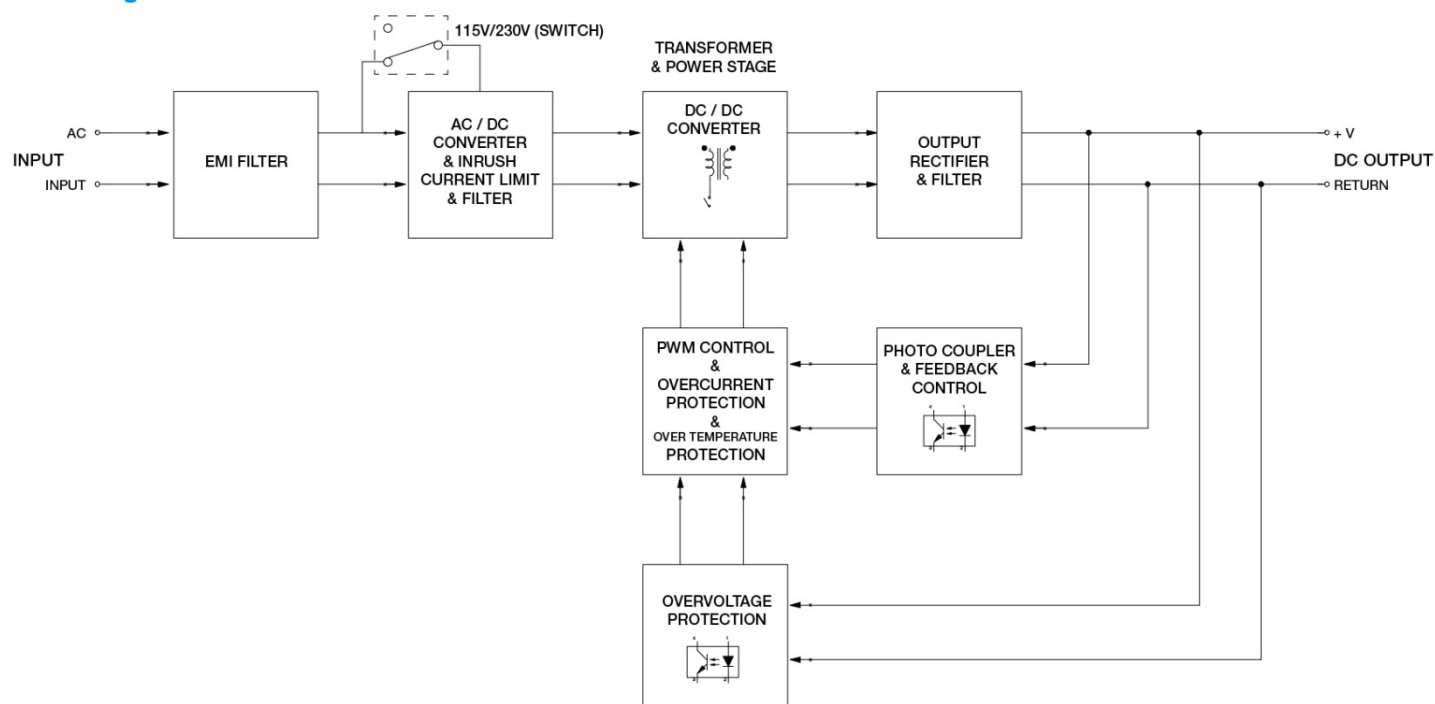 115V/230V (SWITCH)
TRANSFORMER
& POWER STAGE
AC
INPUT
INPUT
EMI FILTER
AC / DC
CONVERTER
& INRUSH
CURRENT LIMIT
& FILTER
DC / DC
CONVERTER
OUTPUT
RECTIFIER
& FILTER
+ V
DC OUTPUT
RETURN
PWM CONTROL
&
OVERCURRENT
PROTECTION
&
OVER TEMPERATURE
PROTECTION
PHOTO COUPLER
& FEEDBACK
CONTROL
OVERVOLTAGE
PROTECTION